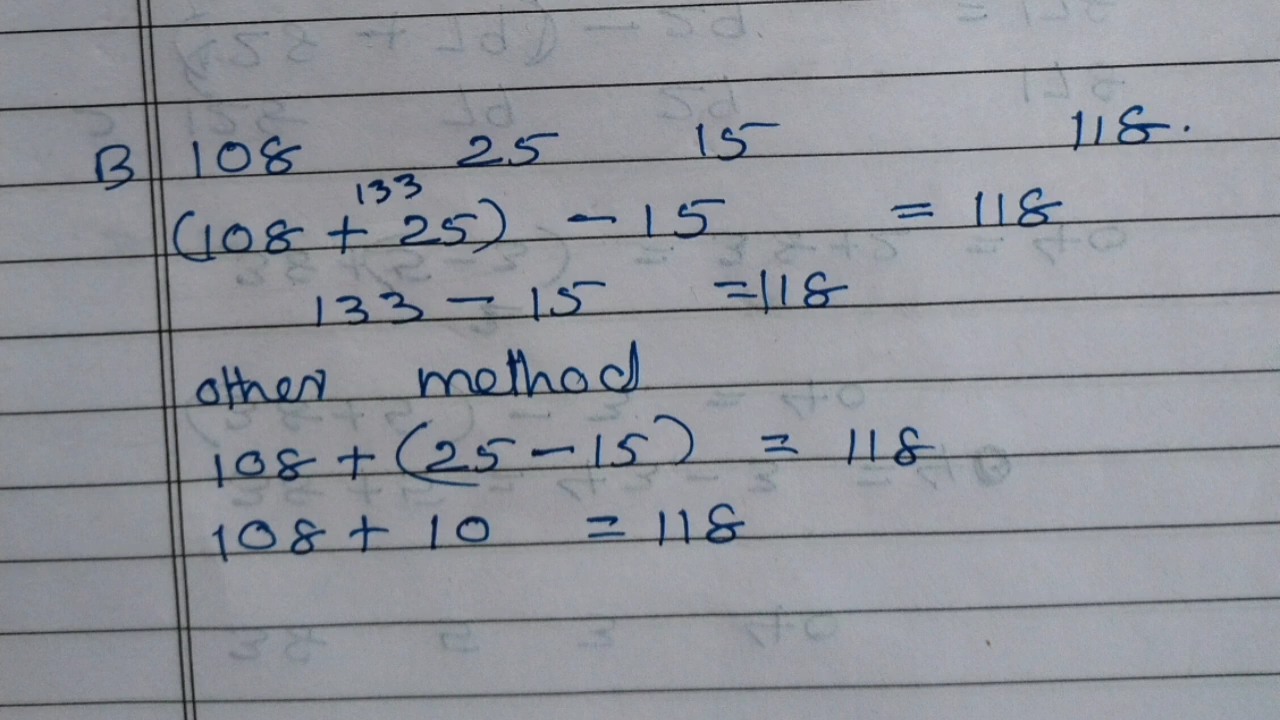 B 108 25 15 118.
133
(108 + 25) - 15 = 118
133 - 15 =118
other method
108 + (25 - 15) = 118
108 + 10 = 118